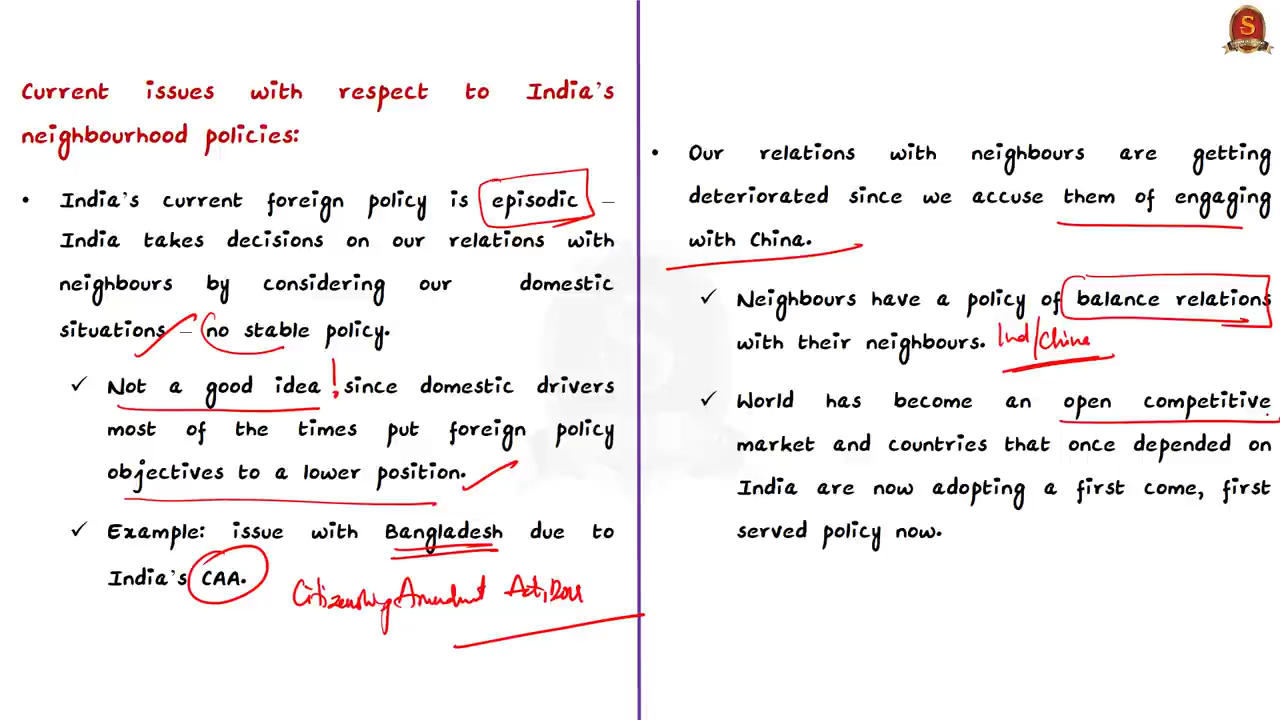 Current issues with respect to India's
neighbourhood policies:
• India's current foreign policy is episodic –
India takes decisions on our relations with
neighbours by considering our domestic
situations – no stable policy.
✓ Not a good idea ! since domestic drivers
most of the times put foreign policy
objectives to a lower position.
✓ Example: issue with Bangladesh due to
India's CAA.
Citizenship Amendment Act,
S
• Our relations with neighbours are getting
deteriorated since we accuse them of engaging
with China.
✓ Neighbours have a policy of balance relations
with their neighbours. Ind/China
✓ World has become an open competitive
market and countries that once depended on
India are now adopting a first come, first
served policy now.